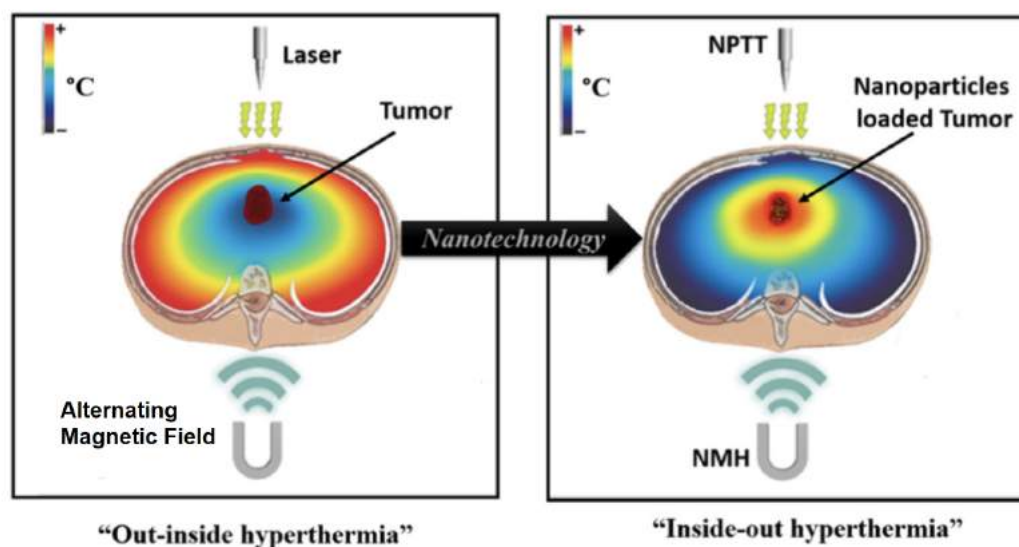 +
°C
−
Laser
Tumor
Alternating
Magnetic Field
“Out-inside hyperthermia”
Nanotechnology
+
°C
−
NPTT
Nanoparticles
loaded Tumor
NMH
“Inside-out hyperthermia”